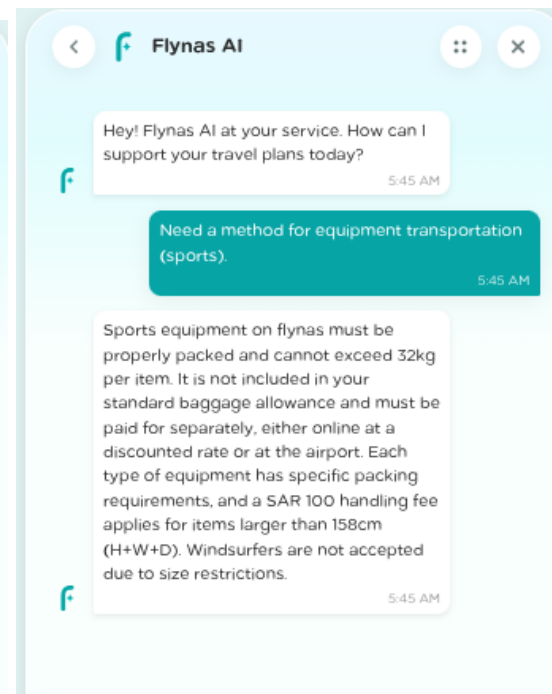 Flynas AI
Hey! Flynas AI at your service. How can I
support your travel plans today?
5:45 AM
Need a method for equipment transportation
(sports).
5:45 AM
Sports equipment on flynas must be
properly packed and cannot exceed 32kg
per item. It is not included in your
standard baggage allowance and must be
paid for separately, either online at a
discounted rate or at the airport. Each
type of equipment has specific packing
requirements, and a SAR 100 handling fee
applies for items larger than 158cm
(H+W+D). Windsurfers are not accepted
due to size restrictions.
5:45 AM